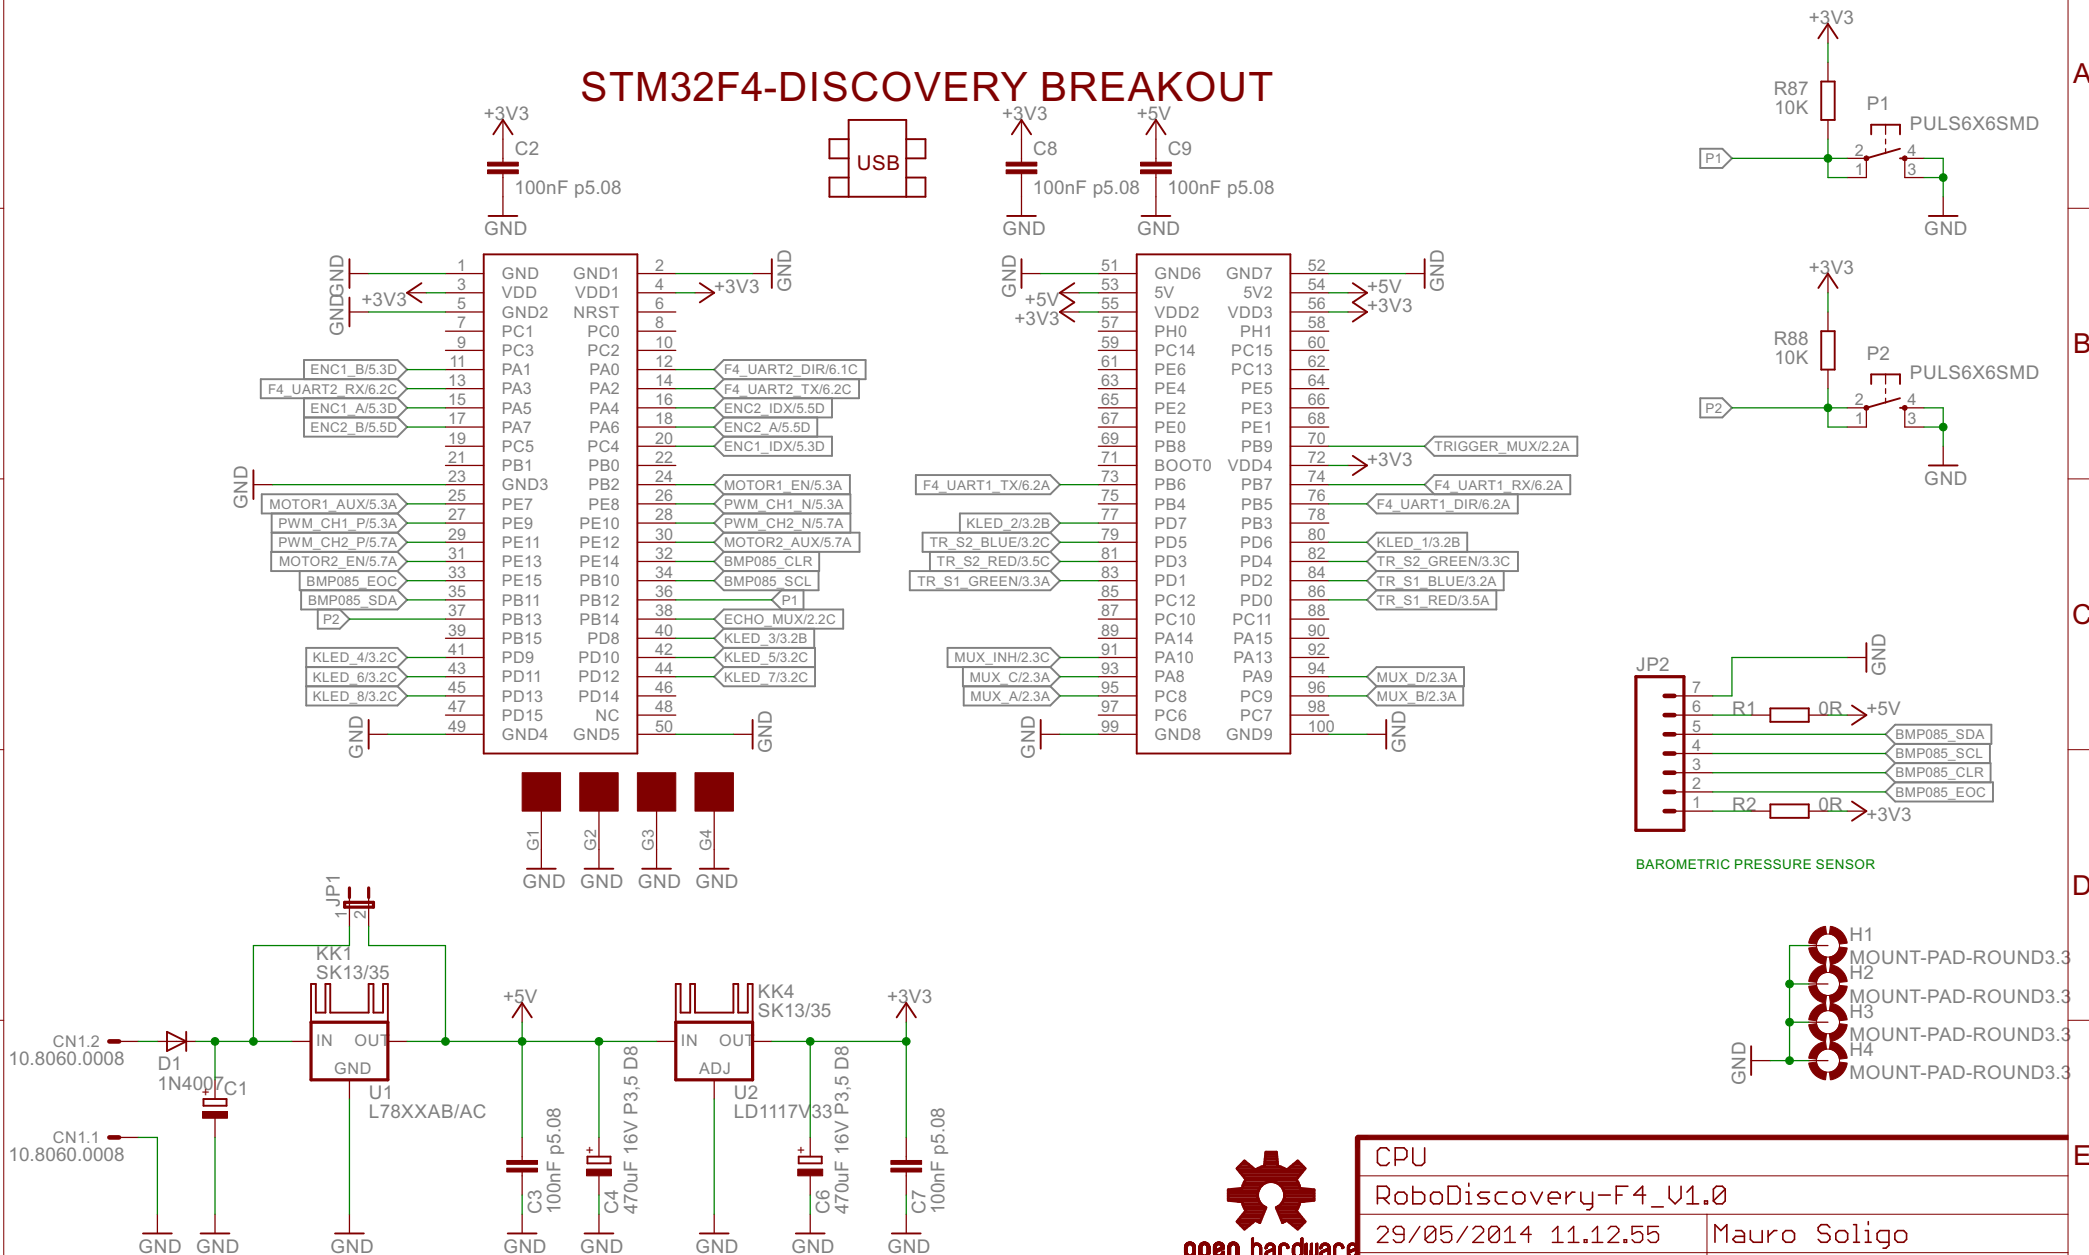 STM32F4-DISCOVERY BREAKOUT
+3V3
C2
100nF p5.08
GND
USB
+3V3
C8
100nF p5.08
GND
+5V
C9
100nF p5.08
GND
+3V3
R87
10K
P1
PULS6X6SMD
P1
2 4
1 3
GND
+3V3
R88
10K
P2
PULS6X6SMD
P2
2 4
1 3
GND
GND 1 GND GND1 2 GND
+3V3 3 VDD VDD1 4 +3V3
GND 5 GND2 NRST 6
7 PC1 PC0 8
9 PC3 PC2 10
ENC1_B/5.3D 11 PA1 PA0 12 F4_UART2_DIR/6.1C
F4_UART2_RX/6.2C 13 PA3 PA2 14 F4_UART2_TX/6.2C
ENC1_A/5.3D 15 PA5 PA4 16 ENC2_IDX/5.5D
ENC2_B/5.5D 17 PA7 PA6 18 ENC2_A/5.5D
19 PC5 PC4 20 ENC1_IDX/5.3D
21 PB1 PB0 22
GND 23 GND3 PB2 24 MOTOR1_EN/5.3A
MOTOR1_AUX/5.3A 25 PE7 PE8 26 PWM_CH1_N/5.3A
PWM_CH1_P/5.3A 27 PE9 PE10 28 PWM_CH2_N/5.7A
PWM_CH2_P/5.7A 29 PE11 PE12 30 MOTOR2_AUX/5.7A
MOTOR2_EN/5.7A 31 PE13 PE14 32 BMP085_CLR
BMP085_EOC 33 PE15 PB10 34 BMP085_SCL
BMP085_SDA 35 PB11 PB12 36 P1
P2 37 PB13 PB14 38 ECHO_MUX/2.2C
39 PB15 PD8 40 KLED_3/3.2B
KLED_4/3.2C 41 PD9 PD10 42 KLED_5/3.2C
KLED_6/3.2C 43 PD11 PD12 44 KLED_7/3.2C
KLED_8/3.2C 45 PD13 PD14 46
47 PD15 NC 48
GND 49 GND4 GND5 50 GND
GND 51 GND6 GND7 52 GND
+5V 53 5V 5V2 54 +5V
+3V3 55 VDD2 VDD3 56 +3V3
57 PH0 PH1 58
59 PC14 PC15 60
61 PE6 PC13 62
63 PE4 PE5 64
65 PE2 PE3 66
67 PE0 PE1 68
69 PB8 PB9 70 TRIGGER_MUX/2.2A
71 BOOT0 VDD4 72 +3V3
F4_UART1_TX/6.2A 73 PB6 PB7 74 F4_UART1_RX/6.2A
75 PB4 PB5 76 F4_UART1_DIR/6.2A
KLED_2/3.2B 77 PD7 PB3 78
TR_S2_BLUE/3.2C 79 PD5 PD6 80 KLED_1/3.2B
TR_S2_RED/3.5C 81 PD3 PD4 82 TR_S2_GREEN/3.3C
TR_S1_GREEN/3.3A 83 PD1 PD2 84 TR_S1_BLUE/3.2A
85 PC12 PD0 86 TR_S1_RED/3.5A
87 PC10 PC11 88
89 PA14 PA15 90
MUX_INH/2.3C 91 PA10 PA13 92
MUX_C/2.3A 93 PA8 PA9 94 MUX_D/2.3A
MUX_A/2.3A 95 PC8 PC9 96 MUX_B/2.3A
97 PC6 PC7 98
GND 99 GND8 GND9 100 GND
G1 G2 G3 G4
GND GND GND GND
JP2
GND
7
6 R1 0R +5V
5 BMP085_SDA
4 BMP085_SCL
3 BMP085_CLR
2 BMP085_EOC
1 R2 0R +3V3
BAROMETRIC PRESSURE SENSOR
JP1
1 2
KK1
SK13/35
IN OUT
GND
U1
L78XXAB/AC
CN1.2
10.8060.0008
D1
1N4007
C1
CN1.1
10.8060.0008
+5V
KK4
SK13/35
IN OUT
ADJ
U2
LD1117V33
+3V3
C3
100nF p5.08
C4
470uF 16V P3,5 D8
C6
470uF 16V P3,5 D8
C7
100nF p5.08
GND GND GND GND GND GND GND GND
H1
MOUNT-PAD-ROUND3.3
H2
MOUNT-PAD-ROUND3.3
H3
MOUNT-PAD-ROUND3.3
H4
MOUNT-PAD-ROUND3.3
GND
A
B
C
D
E
open hardware
CPU
RoboDiscovery-F4_V1.0
29/05/2014 11.12.55
Mauro Soligo